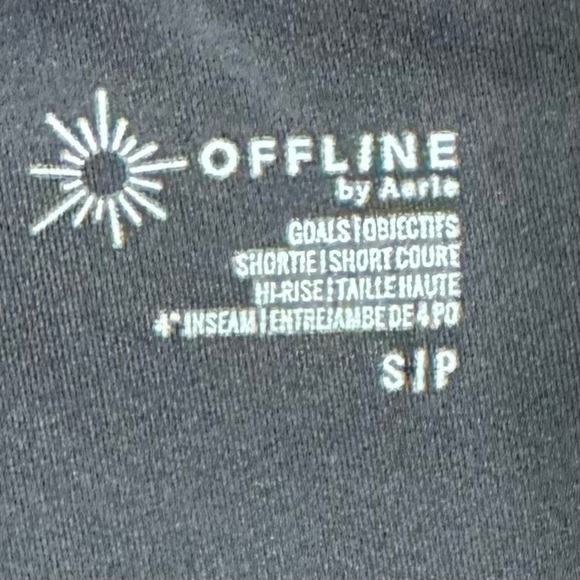 OFFLINE
by Aerie
GOALS | OBJECTIFS
SHORTIE | SHORT COURT
HI-RISE | TAILLE HAUTE
4" INSEAM | ENTREJAMBE DE 4 PO
S | P